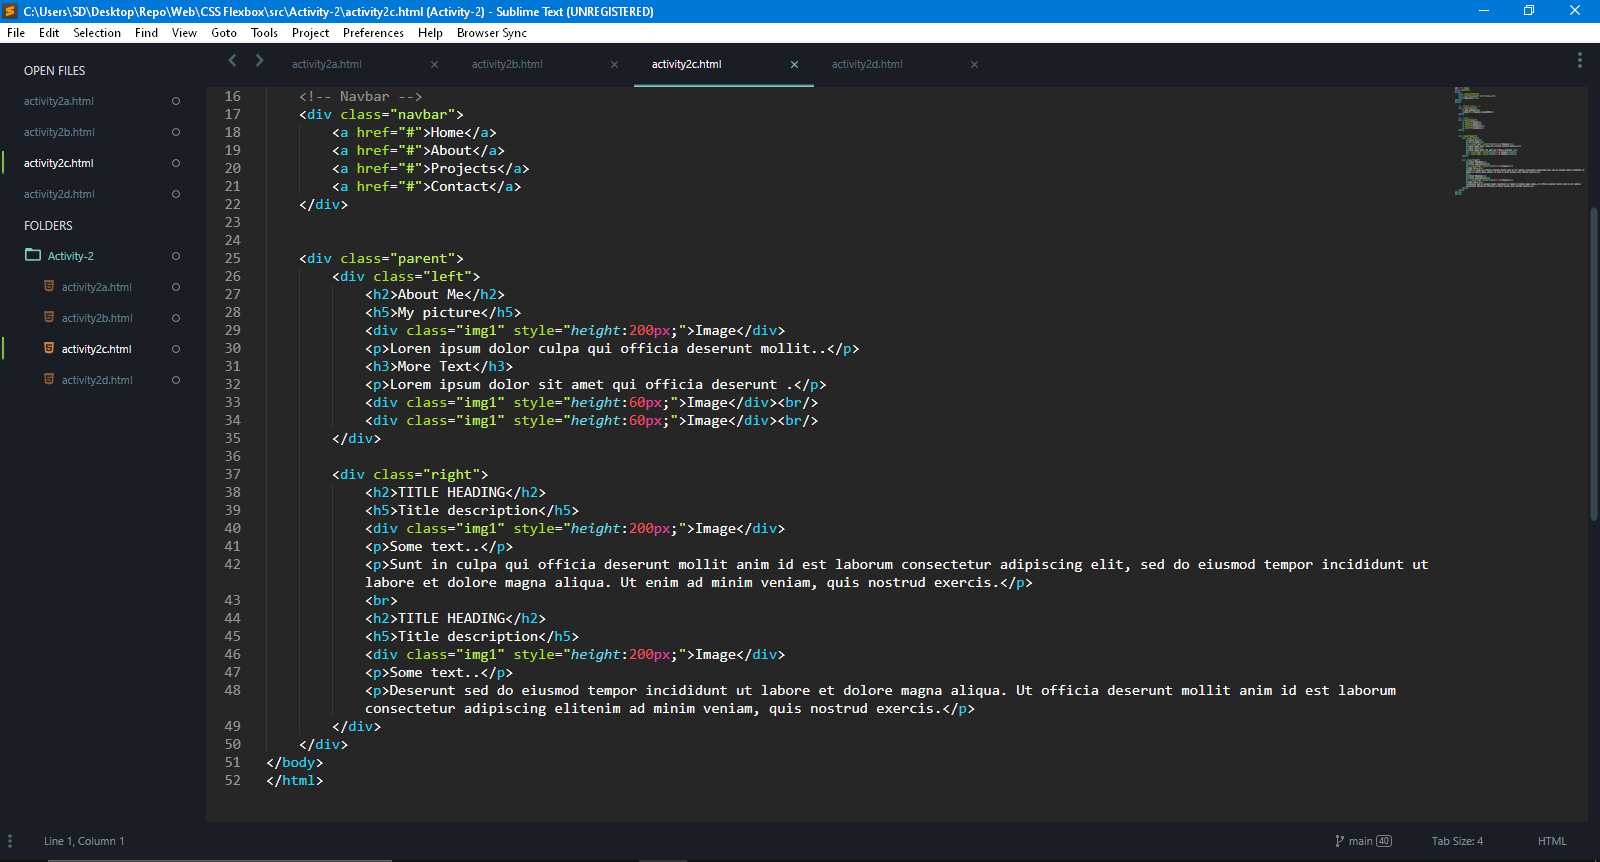 C:\Users\SD\Desktop\Repo\Web\CSS Flexbox\src\Activity-2\activity2c.html (Activity-2) - Sublime Text (UNREGISTERED)
File Edit Selection Find View Goto Tools Project Preferences Help Browser Sync
OPEN FILES
activity2a.html
activity2b.html
activity2c.html
activity2d.html
FOLDERS
Activity-2
activity2a.html
activity2b.html
activity2c.html
activity2d.html
activity2a.html activity2b.html activity2c.html activity2d.html
16 <!-- Navbar -->
17 <div class="navbar">
18 <a href="#">Home</a>
19 <a href="#">About</a>
20 <a href="#">Projects</a>
21 <a href="#">Contact</a>
22 </div>
23
24
25 <div class="parent">
26 <div class="left">
27 <h2>About Me</h2>
28 <h5>My picture</h5>
29 <div class="img1" style="height:200px;">Image</div>
30 <p>Loren ipsum dolor culpa qui officia deserunt mollit..</p>
31 <h3>More Text</h3>
32 <p>Lorem ipsum dolor sit amet qui officia deserunt .</p>
33 <div class="img1" style="height:60px;">Image</div><br/>
34 <div class="img1" style="height:60px;">Image</div><br/>
35 </div>
36
37 <div class="right">
38 <h2>TITLE HEADING</h2>
39 <h5>Title description</h5>
40 <div class="img1" style="height:200px;">Image</div>
41 <p>Some text..</p>
42 <p>Sunt in culpa qui officia deserunt mollit anim id est laborum consectetur adipiscing elit, sed do eiusmod tempor incididunt ut
labore et dolore magna aliqua. Ut enim ad minim veniam, quis nostrud exercis.</p>
43 <br>
44 <h2>TITLE HEADING</h2>
45 <h5>Title description</h5>
46 <div class="img1" style="height:200px;">Image</div>
47 <p>Some text..</p>
48 <p>Deserunt sed do eiusmod tempor incididunt ut labore et dolore magna aliqua. Ut officia deserunt mollit anim id est laborum
consectetur adipiscing elitenim ad minim veniam, quis nostrud exercis.</p>
49 </div>
50 </div>
51 </body>
52 </html>
Line 1, Column 1 main 40 Tab Size: 4 HTML